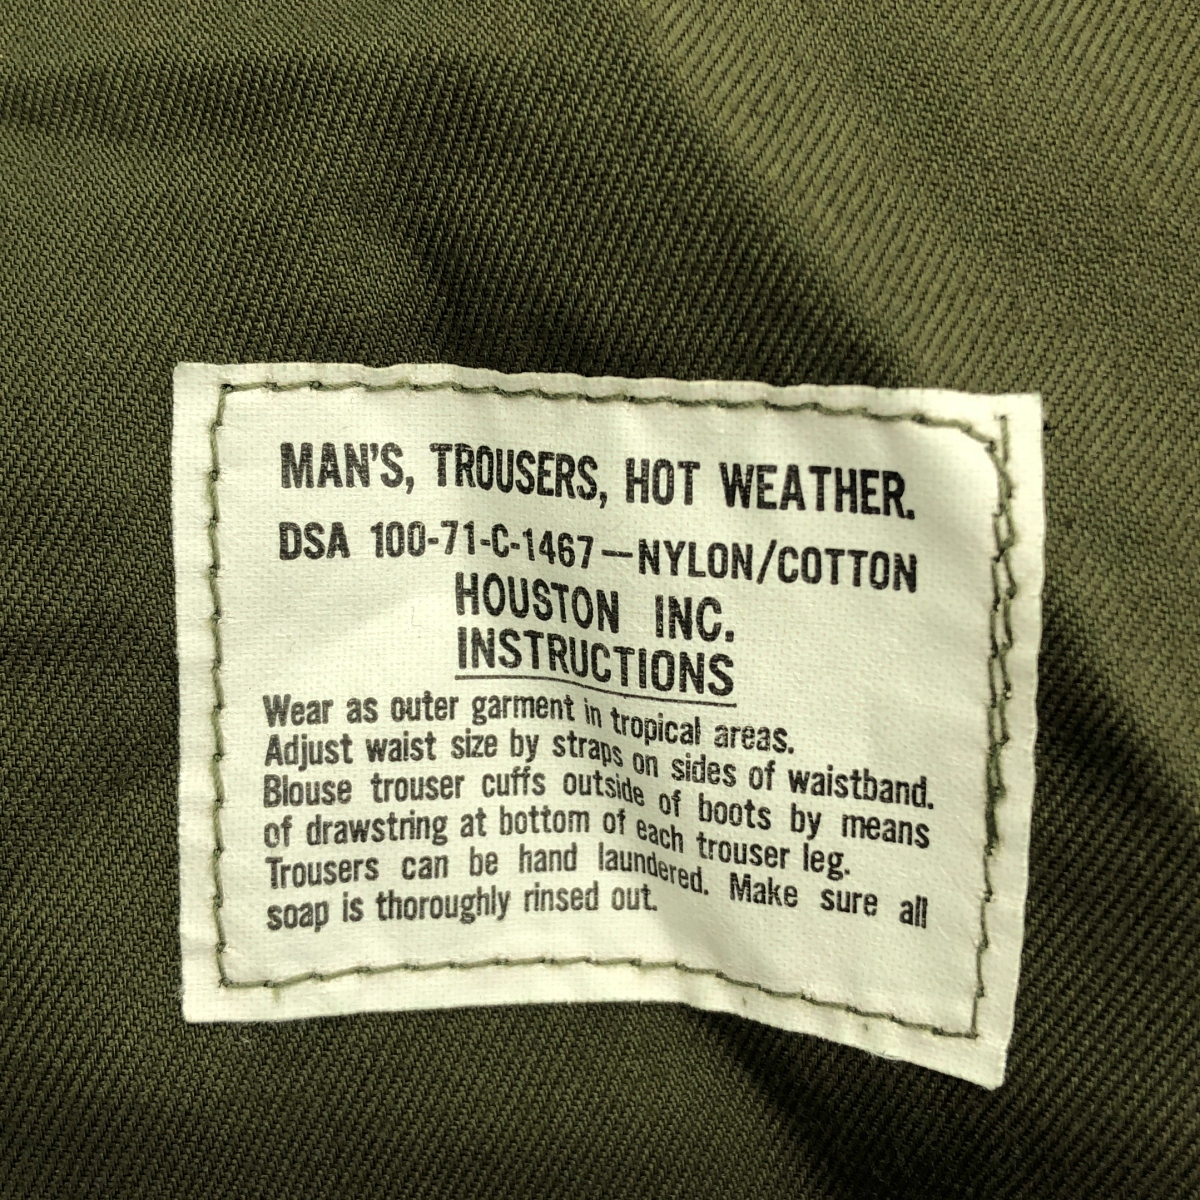 MAN'S, TROUSERS, HOT WEATHER.
DSA 100-71-C-1467—NYLON/COTTON
HOUSTON INC.
INSTRUCTIONS
Wear as outer garment in tropical areas.
Adjust waist size by straps on sides of waistband.
Blouse trouser cuffs outside of boots by means
of drawstring at bottom of each trouser leg.
Trousers can be hand laundered. Make sure all
soap is thoroughly rinsed out.